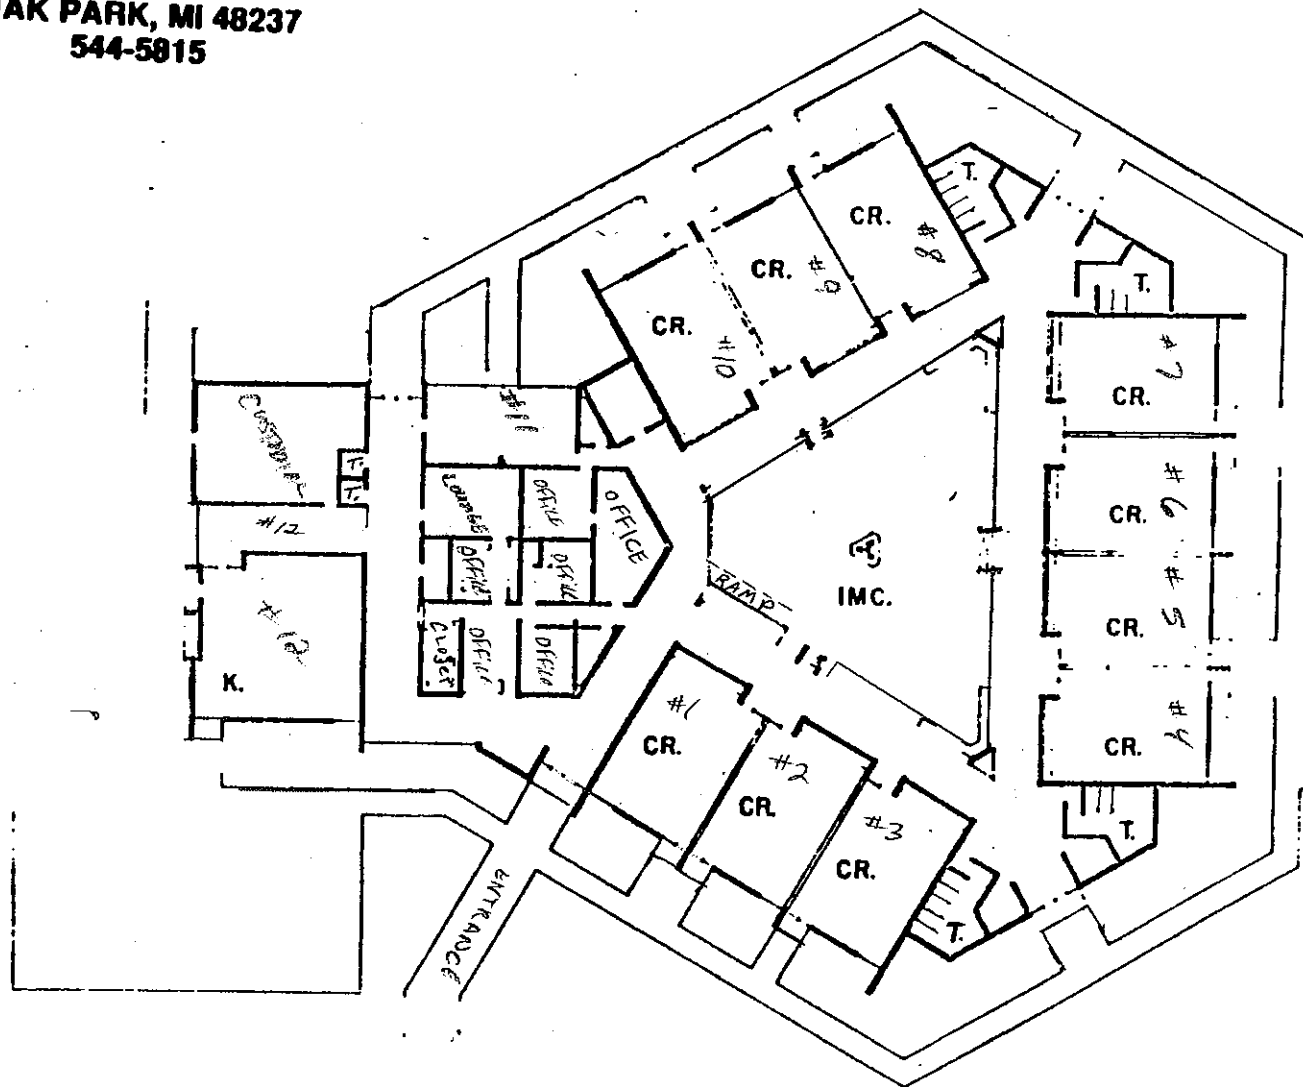 AK PARK, MI 48237
544-5815
T.
CR.
#8
CR.
#9
T.
CR.
#10
#7
CR.
#11
CUSTODIAL
T.
T.
LOUNGE
OFFICE
OFFICE
#6
CR.
#12
OFFICE
OFFICE
RAMP
IMC.
#5
CR.
#12
K.
CLOSET
OFFICE
OFFICE
#1
CR.
#4
CR.
#2
CR.
#3
CR.
T.
T.
ENTRANCE